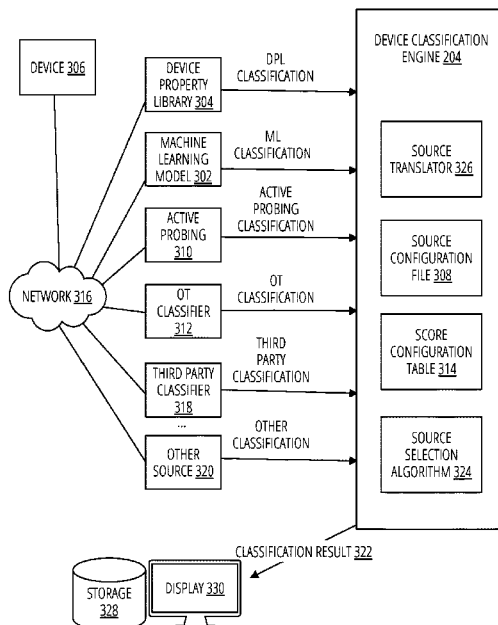 DEVICE 306
DEVICE
PROPERTY
LIBRARY 304
DPL
CLASSIFICATION
DEVICE CLASSIFICATION
ENGINE 204
MACHINE
LEARNING
MODEL 302
ML
CLASSIFICATION
SOURCE
TRANSLATOR
326
ACTIVE
PROBING
310
ACTIVE
PROBING
CLASSIFICATION
SOURCE
CONFIGURATION
FILE 308
NETWORK 316
OT
CLASSIFIER
312
OT
CLASSIFICATION
SCORE
CONFIGURATION
TABLE 314
THIRD PARTY
CLASSIFIER
318
THIRD
PARTY
CLASSIFICATION
...
OTHER
SOURCE 320
OTHER
CLASSIFICATION
SOURCE
SELECTION
ALGORITHM 324
CLASSIFICATION RESULT 322
STORAGE
328
DISPLAY 330